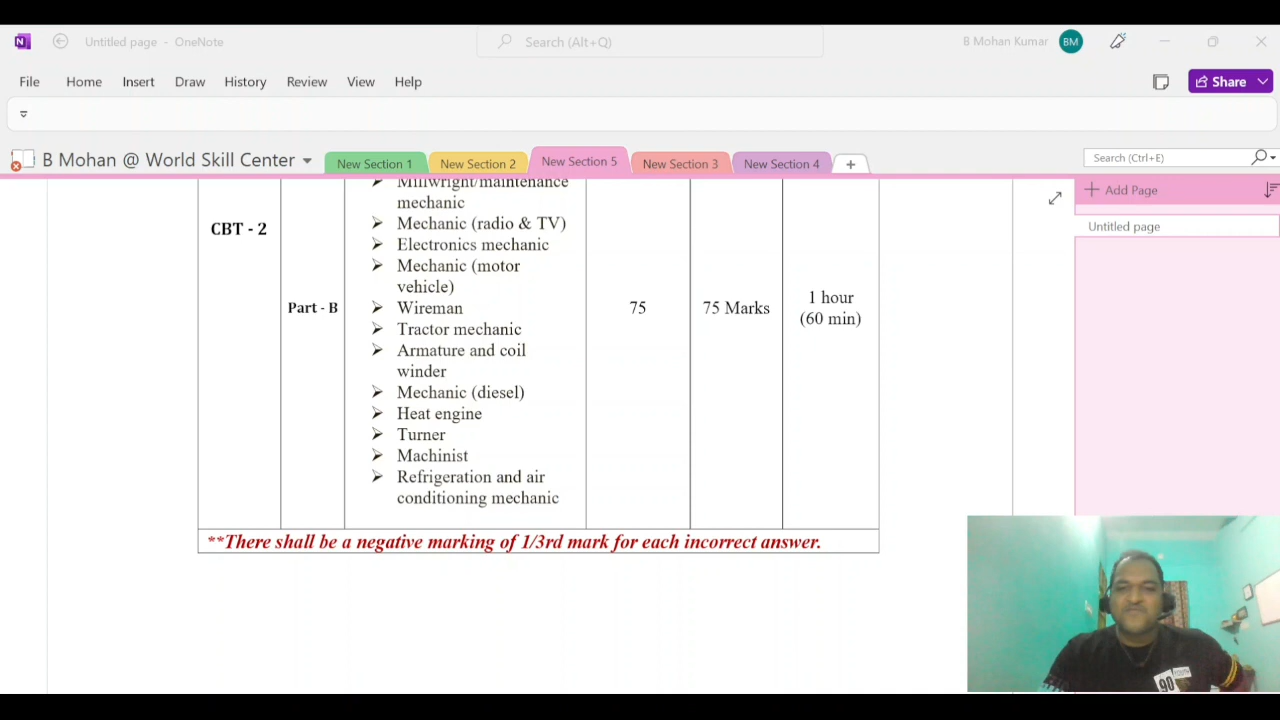 Untitled page - OneNote
Search (Alt+Q)
B Mohan Kumar BM
File Home Insert Draw History Review View Help
Share
B Mohan @ World Skill Center
New Section 1 New Section 2 New Section 5 New Section 3 New Section 4 +
Search (Ctrl+E)
Add Page
Untitled page
CBT - 2
Part - B
Millwright/maintenance
mechanic
Mechanic (radio & TV)
Electronics mechanic
Mechanic (motor
vehicle)
Wireman
Tractor mechanic
Armature and coil
winder
Mechanic (diesel)
Heat engine
Turner
Machinist
Refrigeration and air
conditioning mechanic
75
75 Marks
1 hour
(60 min)
**There shall be a negative marking of 1/3rd mark for each incorrect answer.
90